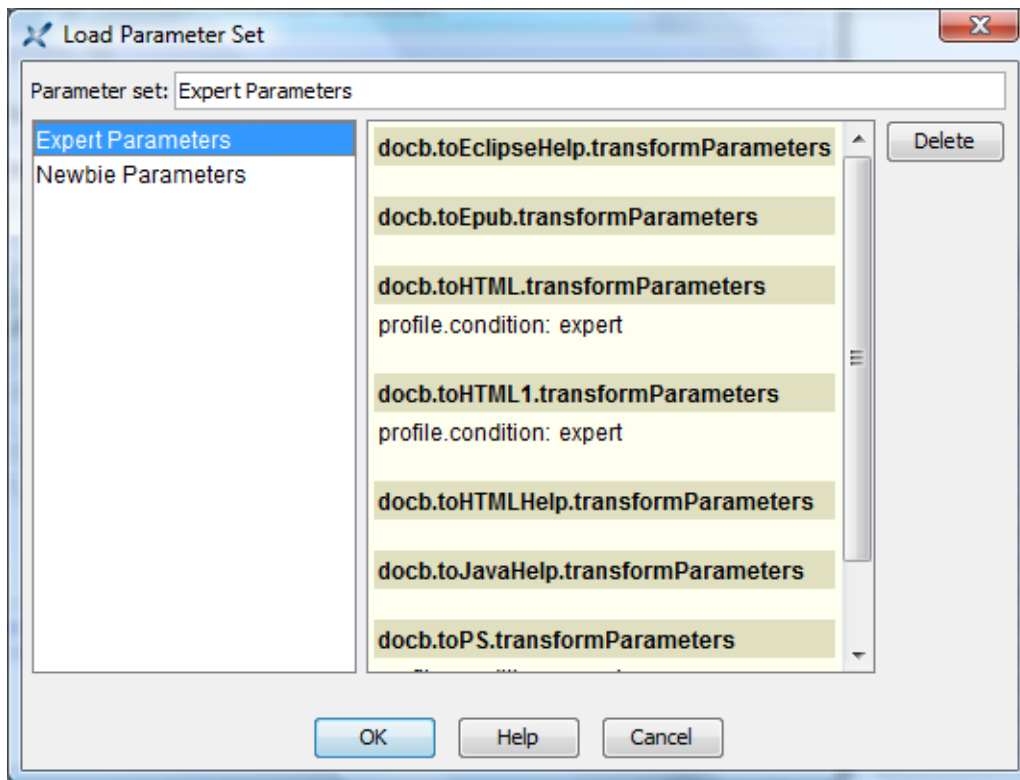 Load Parameter Set
Parameter set: Expert Parameters
Expert Parameters
Newbie Parameters
docb.toEclipseHelp.transformParameters
docb.toEpub.transformParameters
docb.toHTML.transformParameters
profile.condition: expert
docb.toHTML1.transformParameters
profile.condition: expert
docb.toHTMLHelp.transformParameters
docb.toJavaHelp.transformParameters
docb.toPS.transformParameters
Delete
OK Help Cancel